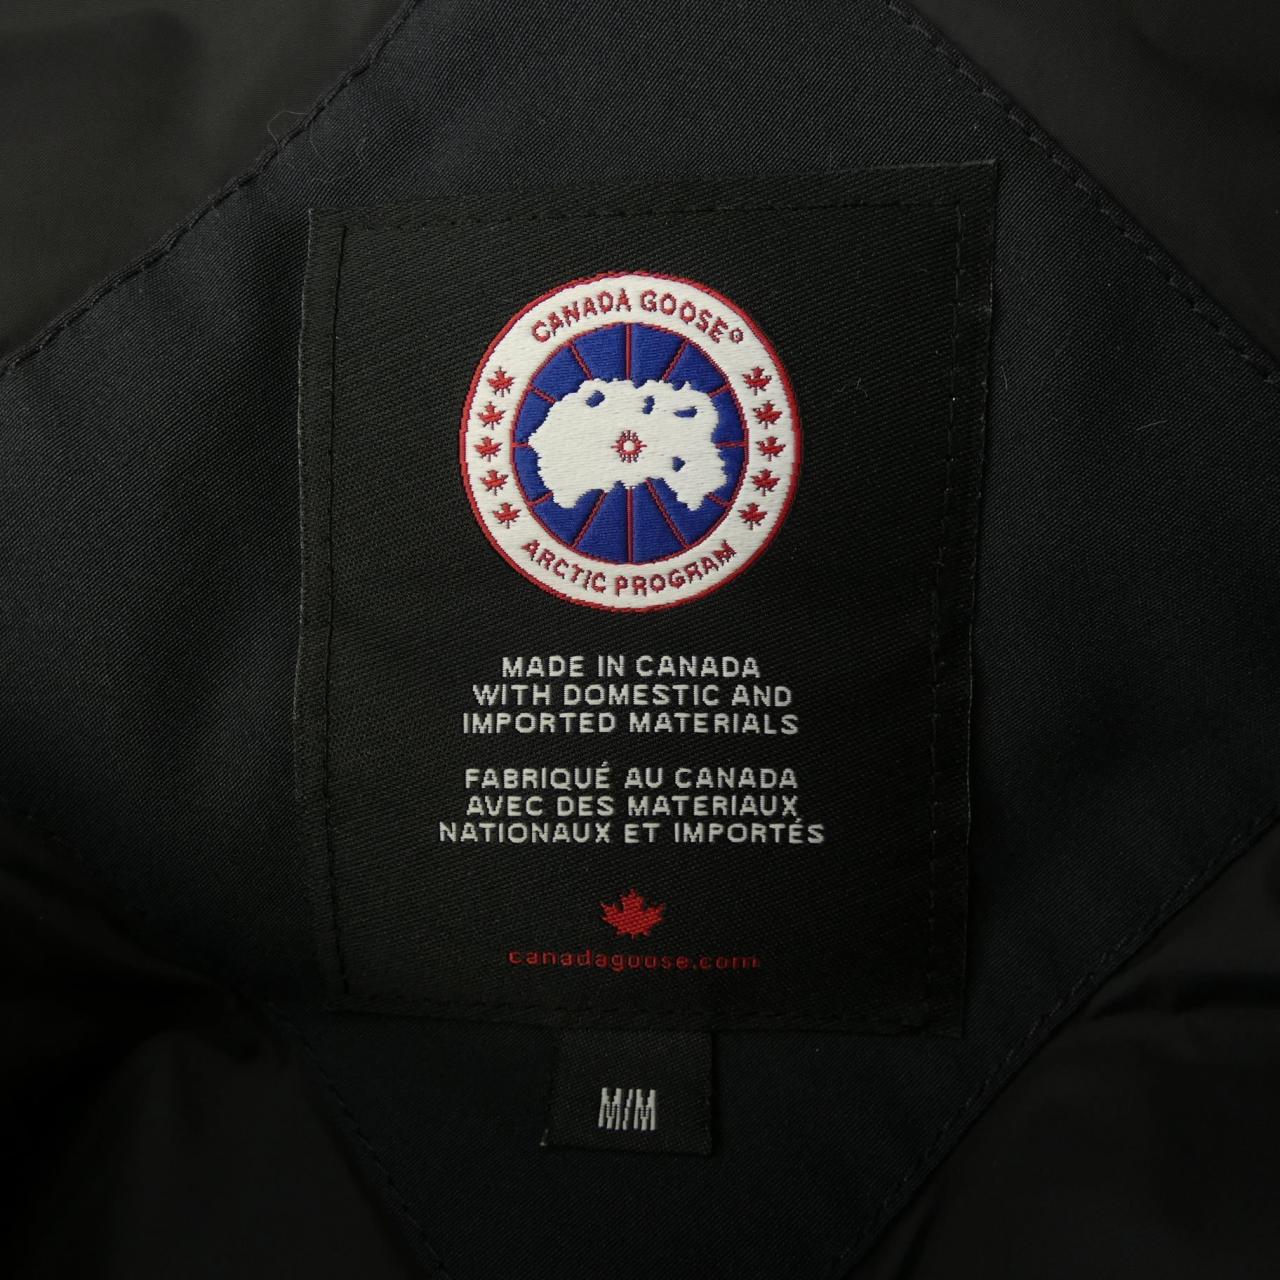 CANADA GOOSE®
ARCTIC PROGRAM
MADE IN CANADA
WITH DOMESTIC AND
IMPORTED MATERIALS
FABRIQUÉ AU CANADA
AVEC DES MATERIAUX
NATIONAUX ET IMPORTÉS
canadagoose.com
M/M